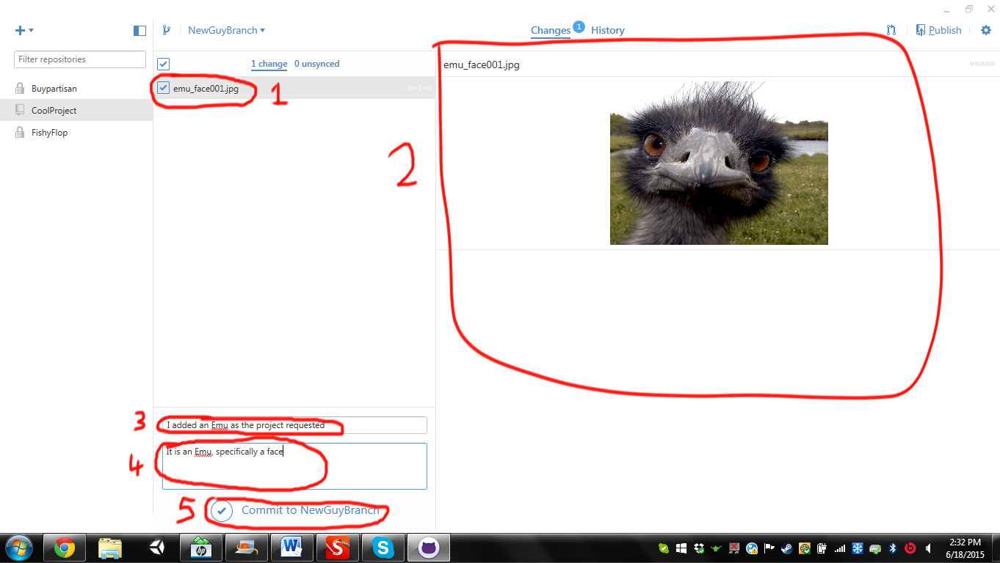 NewGuyBranch
Changes 1 History
Publish
Filter repositories
1 change 0 unsynced
emu_face001.jpg
Buypartisan
emu_face001.jpg
1
CoolProject
FishyFlop
2
3
I added an Emu as the project requested
4
It is an Emu, specifically a face
5
Commit to NewGuyBranch
2:32 PM
6/18/2015